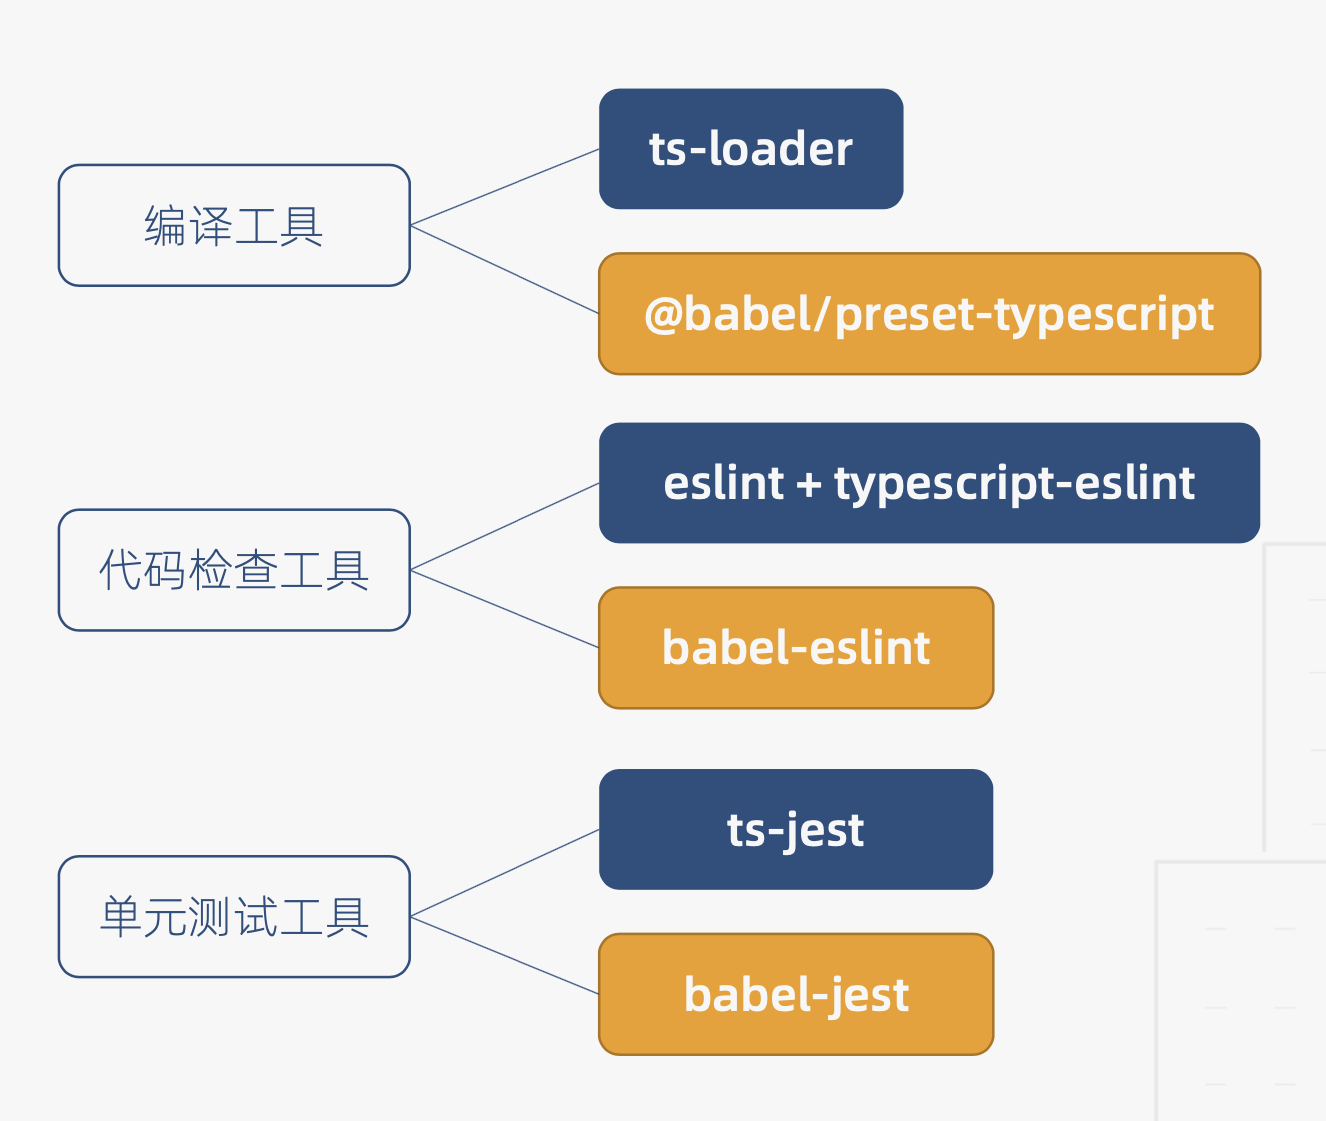 编译工具
ts-loader
@babel/preset-typescript
代码检查工具
eslint + typescript-eslint
babel-eslint
单元测试工具
ts-jest
babel-jest